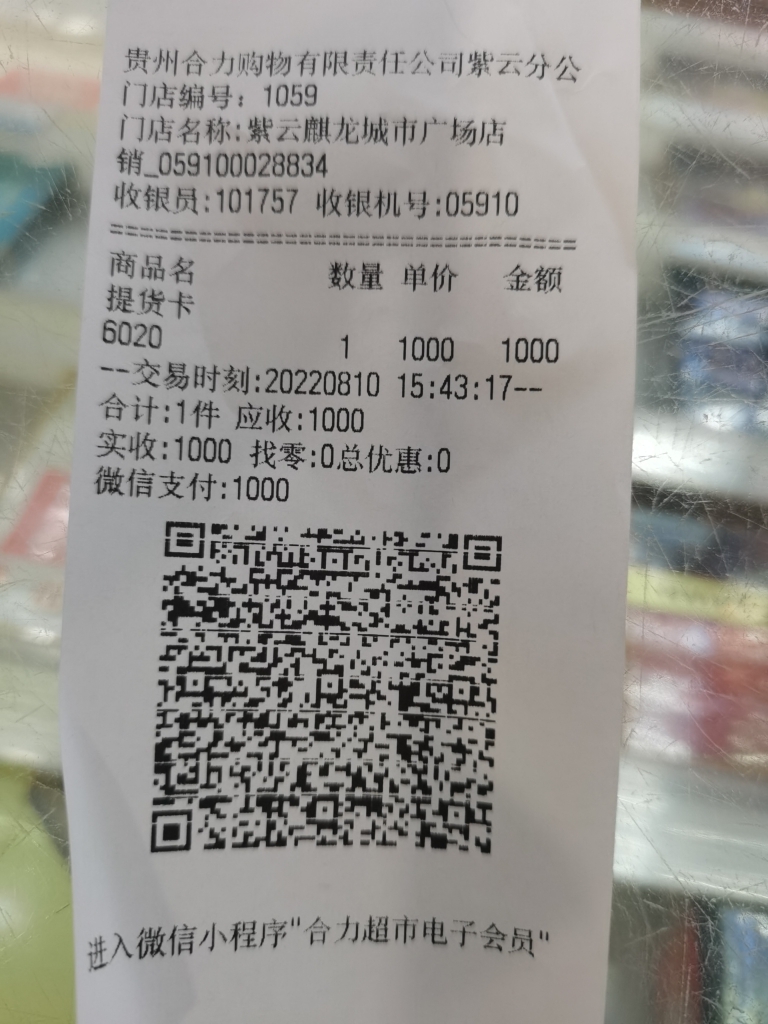 贵州合力购物有限责任公司紫云分公
门店编号：1059
门店名称:紫云麒龙城市广场店
销_059100028834
收银员:101757 收银机号:05910
==================================
商品名 数量 单价 金额
提货卡
6020 1 1000 1000
--交易时刻:20220810 15:43:17--
合计:1件 应收:1000
实收:1000 找零:0总优惠:0
微信支付:1000
进入微信小程序"合力超市电子会员"